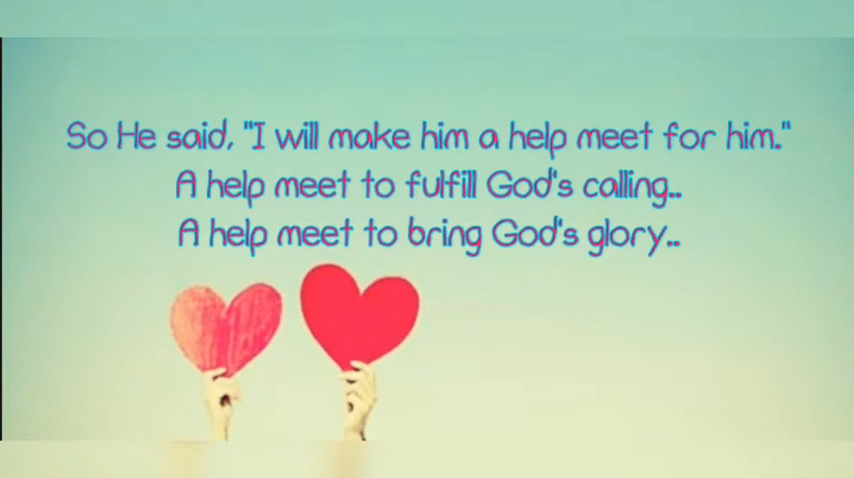 So He said, "I will make him a help meet for him."
A help meet to fulfill God's calling..
A help meet to bring God's glory..